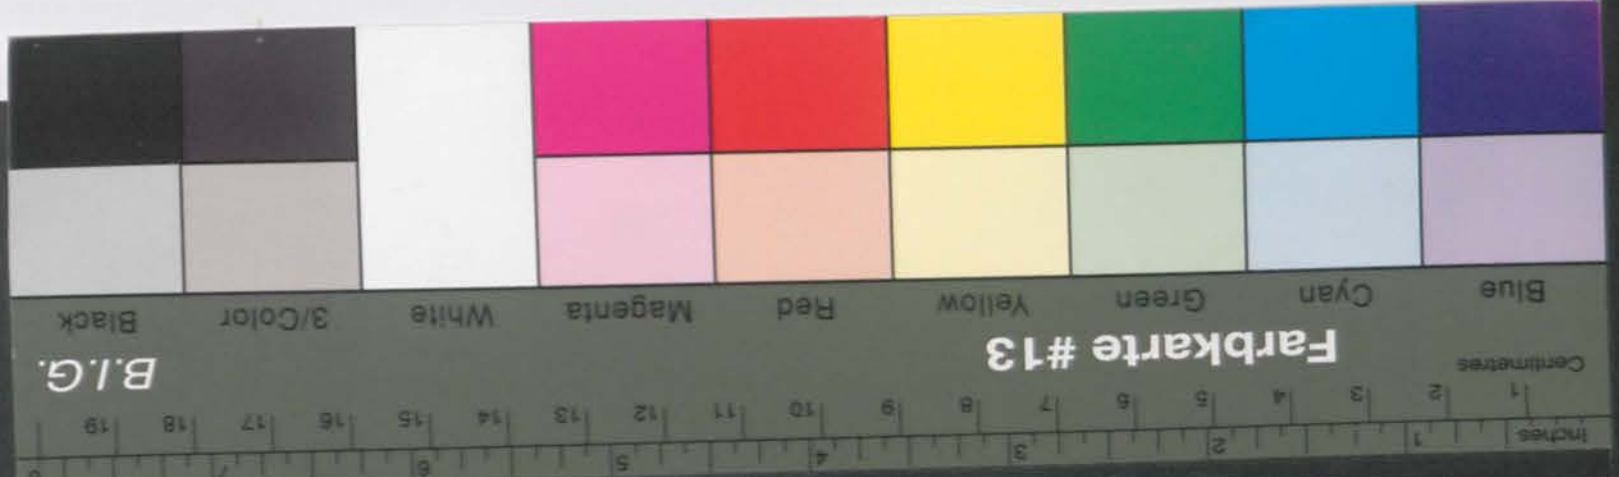 Inches 1 2 3 4 5 6 7
1 2 3 4 5 6 7 8 9 10 11 12 13 14 15 16 17 18 19
Centimetres
Farbkarte #13 B.I.G.
Blue Cyan Green Yellow Red Magenta White 3/Color Black